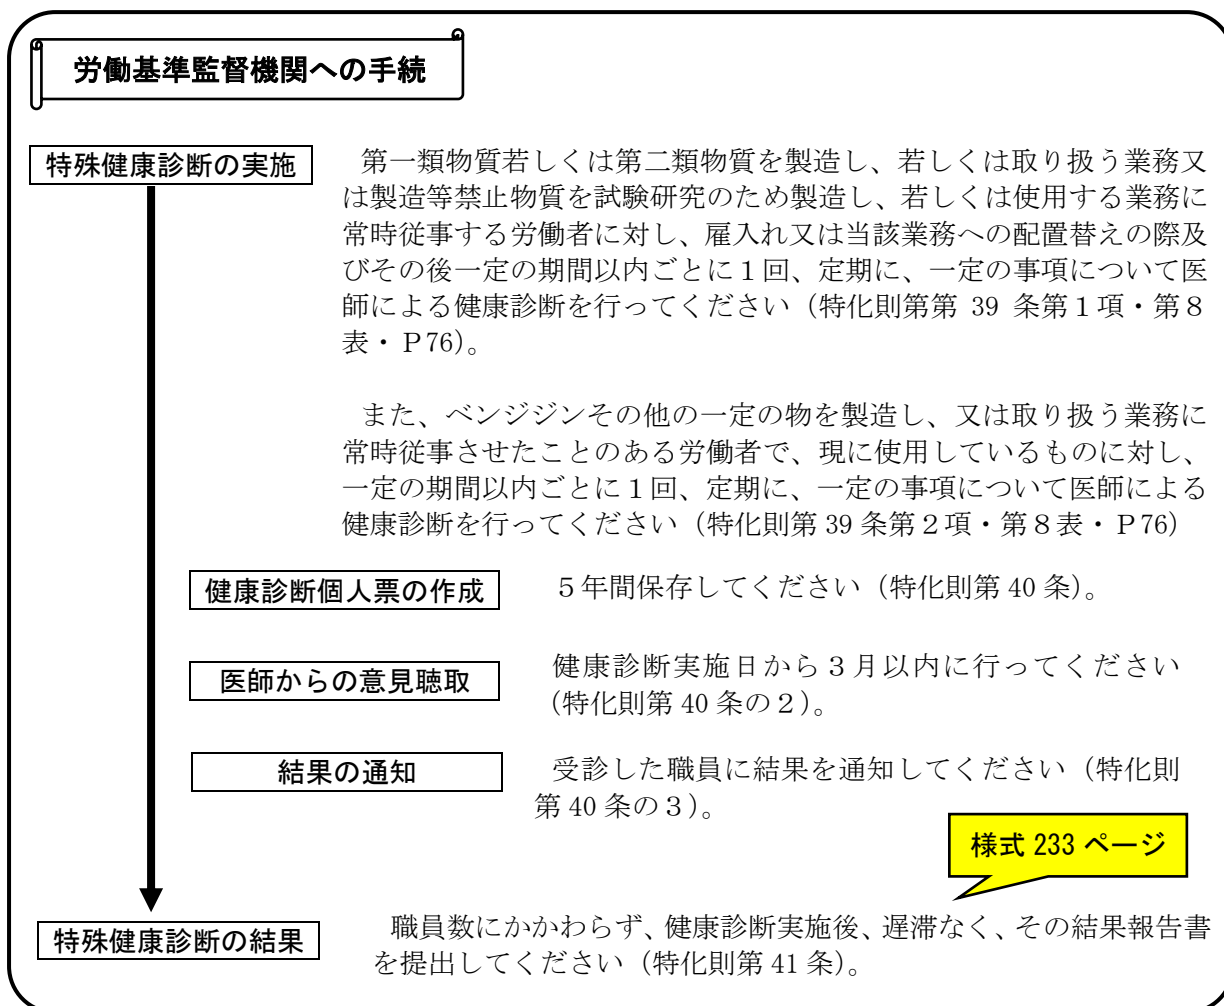 労働基準監督機関への手続
特殊健康診断の実施
第一類物質若しくは第二類物質を製造し、若しくは取り扱う業務又
は製造等禁止物質を試験研究のため製造し、若しくは使用する業務に
常時従事する労働者に対し、雇入れ又は当該業務への配置替えの際及
びその後一定の期間以内ごとに１回、定期に、一定の事項について医
師による健康診断を行ってください（特化則第第 39 条第１項・第８
表・Ｐ76）。
また、ベンジジンその他の一定の物を製造し、又は取り扱う業務に
常時従事させたことのある労働者で、現に使用しているものに対し、
一定の期間以内ごとに１回、定期に、一定の事項について医師による
健康診断を行ってください（特化則第 39 条第２項・第８表・Ｐ76）
健康診断個人票の作成
５年間保存してください（特化則第 40 条）。
医師からの意見聴取
健康診断実施日から３月以内に行ってください
（特化則第 40 条の２）。
結果の通知
受診した職員に結果を通知してください（特化則
第 40 条の３）。
様式 233 ページ
特殊健康診断の結果
職員数にかかわらず、健康診断実施後、遅滞なく、その結果報告書
を提出してください（特化則第 41 条）。